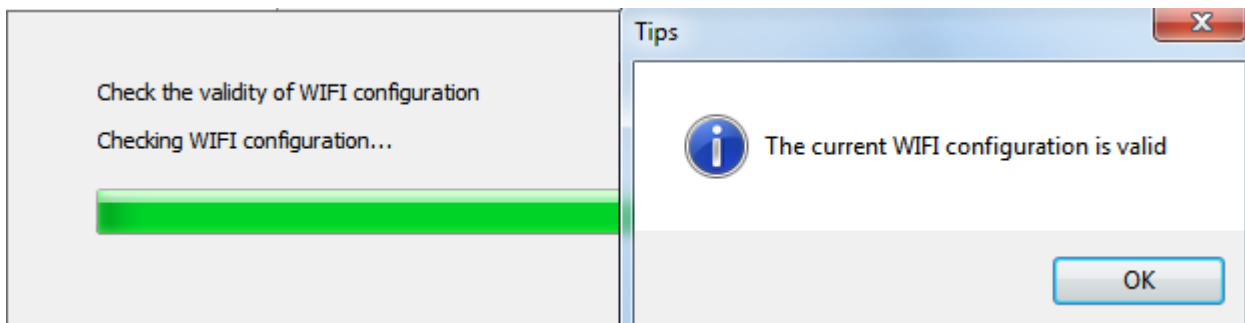 Check the validity of WIFI configuration
Checking WIFI configuration...
Tips
The current WIFI configuration is valid
OK